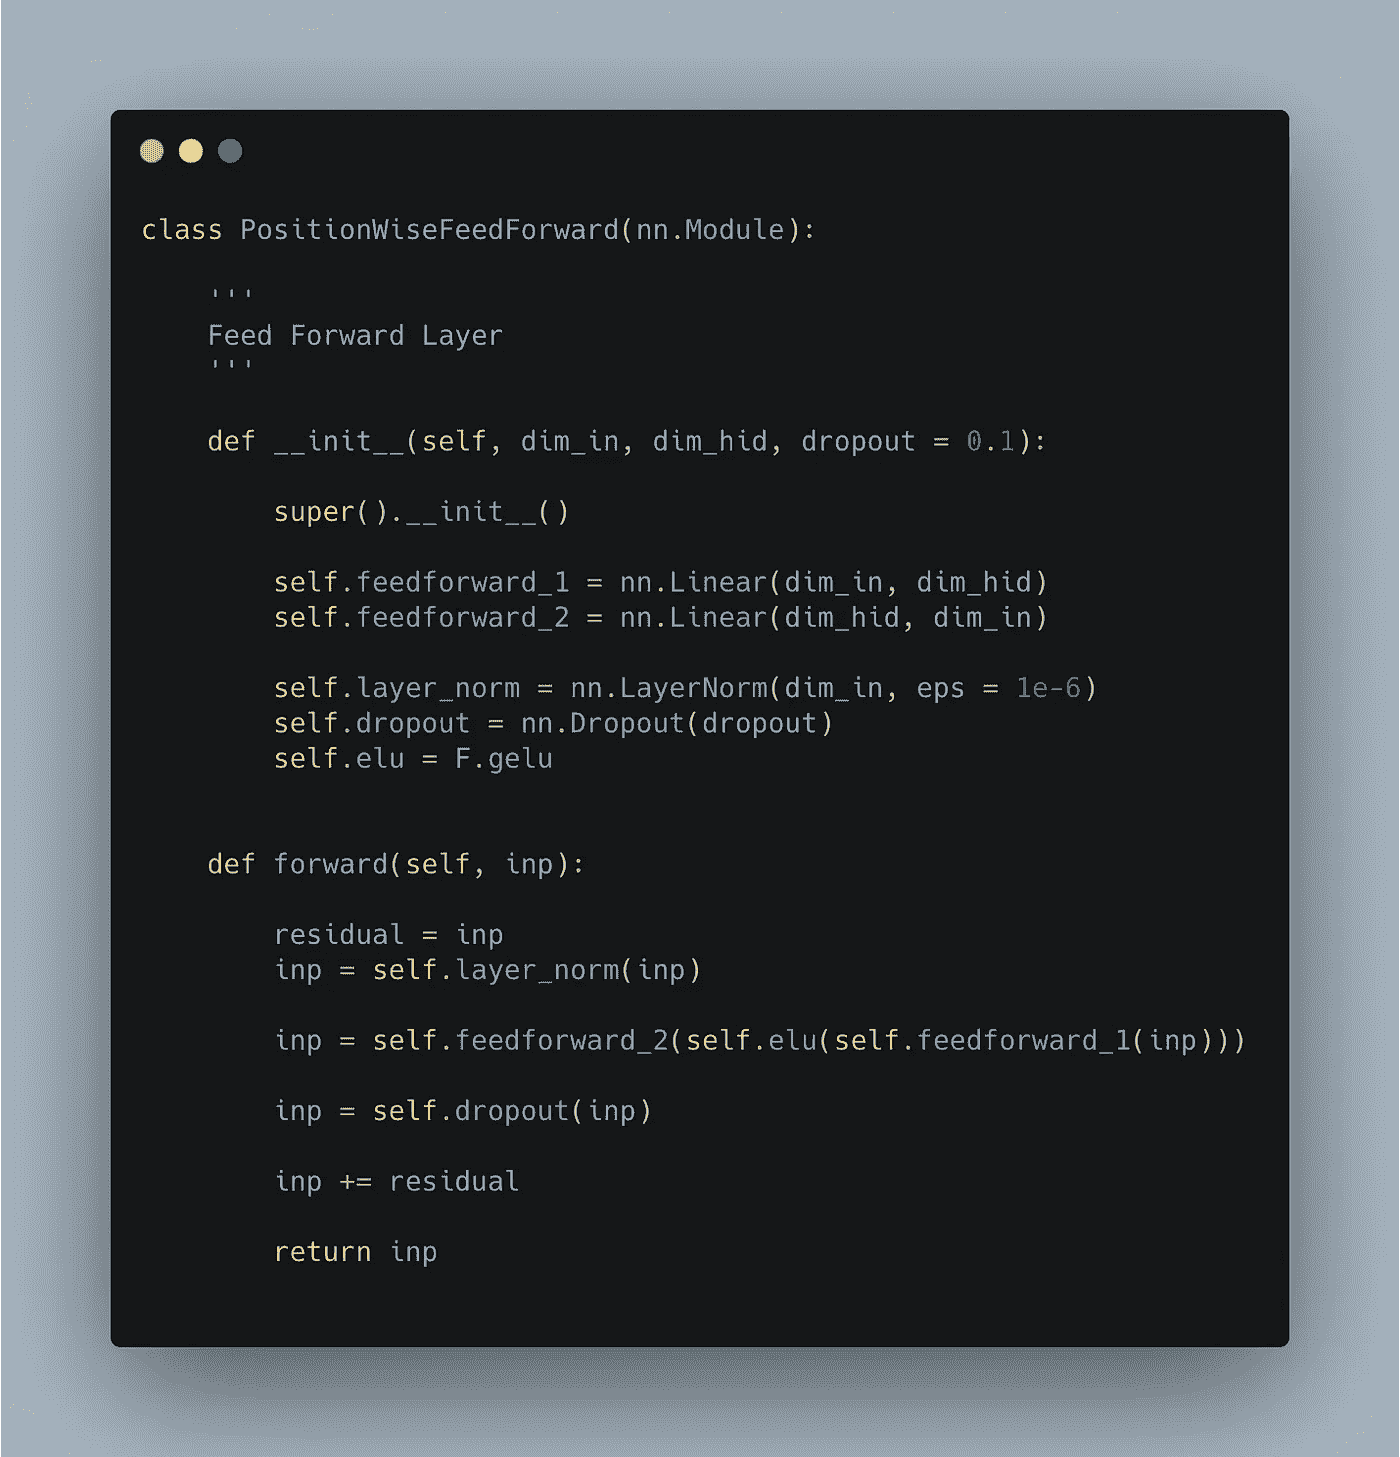 class PositionWiseFeedForward(nn.Module):
'''
Feed Forward Layer
'''
def __init__(self, dim_in, dim_hid, dropout = 0.1):
super().__init__()
self.feedforward_1 = nn.Linear(dim_in, dim_hid)
self.feedforward_2 = nn.Linear(dim_hid, dim_in)
self.layer_norm = nn.LayerNorm(dim_in, eps = 1e-6)
self.dropout = nn.Dropout(dropout)
self.elu = F.gelu
def forward(self, inp):
residual = inp
inp = self.layer_norm(inp)
inp = self.feedforward_2(self.elu(self.feedforward_1(inp)))
inp = self.dropout(inp)
inp += residual
return inp